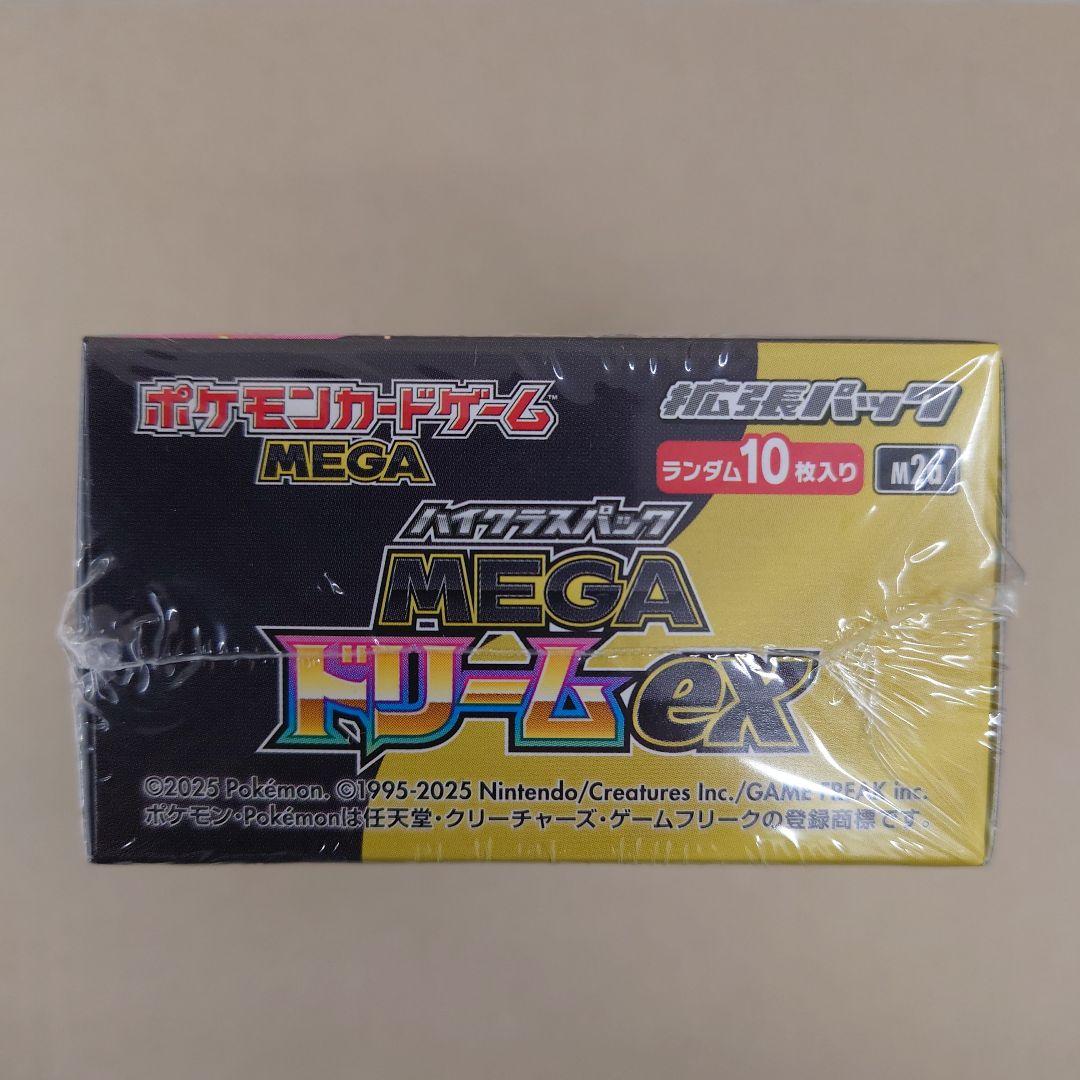 ポケモンカードゲーム™
MEGA
拡張パック
ランダム10枚入り
M2a
ハイクラスパック
MEGA
ドリームex
©2025 Pokémon. ©1995-2025 Nintendo/Creatures Inc./GAME FREAK inc.
ポケモン・Pokémonは任天堂・クリーチャーズ・ゲームフリークの登録商標です。